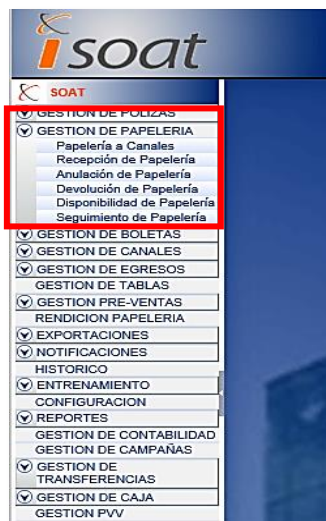 isoat
SOAT
GESTION DE POLIZAS
GESTION DE PAPELERIA
Papelería a Canales
Recepción de Papelería
Anulación de Papelería
Devolución de Papelería
Disponibilidad de Papelería
Seguimiento de Papelería
GESTION DE BOLETAS
GESTION DE CANALES
GESTION DE EGRESOS
GESTION DE TABLAS
GESTION PRE-VENTAS
RENDICION PAPELERIA
EXPORTACIONES
NOTIFICACIONES
HISTORICO
ENTRENAMIENTO
CONFIGURACION
REPORTES
GESTION DE CONTABILIDAD
GESTION DE CAMPAÑAS
GESTION DE
TRANSFERENCIAS
GESTION DE CAJA
GESTION PVV